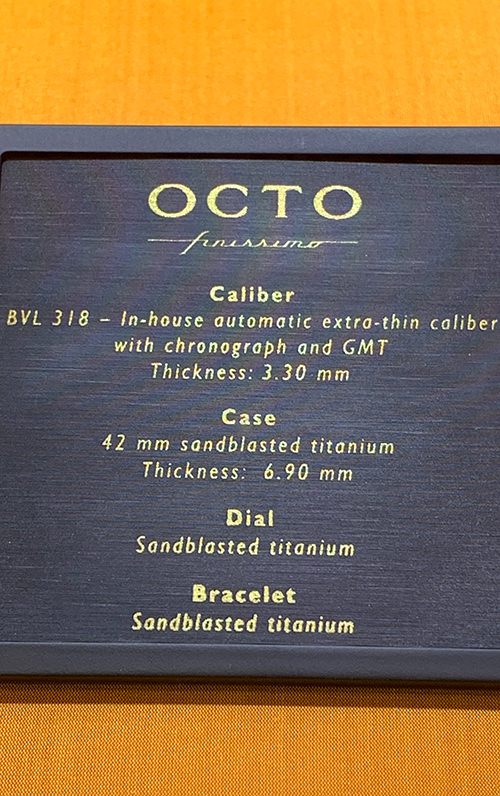 OCTO
finissimo
Caliber
BVL 318 – In-house automatic extra-thin caliber
with chronograph and GMT
Thickness: 3.30 mm
Case
42 mm sandblasted titanium
Thickness: 6.90 mm
Dial
Sandblasted titanium
Bracelet
Sandblasted titanium